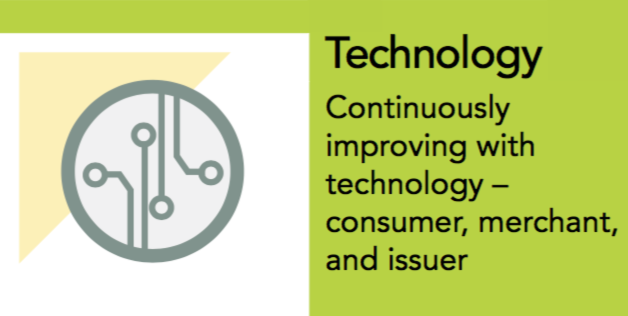 Technology
Continuously
improving with
technology –
consumer, merchant,
and issuer